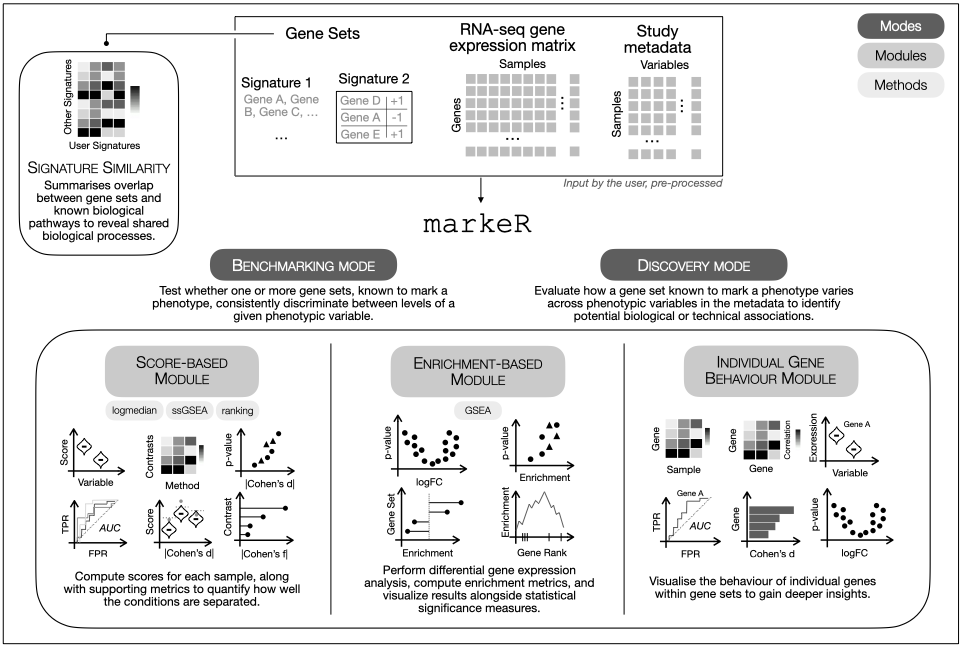 Gene Sets
RNA-seq gene
expression matrix
Study
metadata
Modes
Modules
Methods
Signature 1
Gene A, Gene
B, Gene C, ...
...
Signature 2
Gene D +1
Gene A -1
Gene E +1
Samples
Genes
...
...
Variables
Samples
...
...
Input by the user, pre-processed
Other Signatures
User Signatures
SIGNATURE SIMILARITY
Summarises overlap
between gene sets and
known biological
pathways to reveal shared
biological processes.
markeR
BENCHMARKING MODE
Test whether one or more gene sets, known to mark a
phenotype, consistently discriminate between levels of a
given phenotypic variable.
DISCOVERY MODE
Evaluate how a gene set known to mark a phenotype varies
across phenotypic variables in the metadata to identify
potential biological or technical associations.
SCORE-BASED
MODULE
logmedian ssGSEA ranking
Score
Variable
Contrasts
Method
p-value
|Cohen's d|
TPR
AUC
FPR
Score
|Cohen's d|
Contrast
|Cohen's f|
Compute scores for each sample, along
with supporting metrics to quantify how well
the conditions are separated.
ENRICHMENT-BASED
MODULE
GSEA
p-value
logFC
p-value
Enrichment
Gene Set
Enrichment
Enrichment
Gene Rank
Perform differential gene expression
analysis, compute enrichment metrics, and
visualize results alongside statistical
significance measures.
INDIVIDUAL GENE
BEHAVIOUR MODULE
Gene
Sample
Gene
Correlation
Gene
Expression
Gene A
Variable
TPR
Gene A
AUC
FPR
Gene
Cohen's d
p-value
logFC
Visualise the behaviour of individual genes
within gene sets to gain deeper insights.